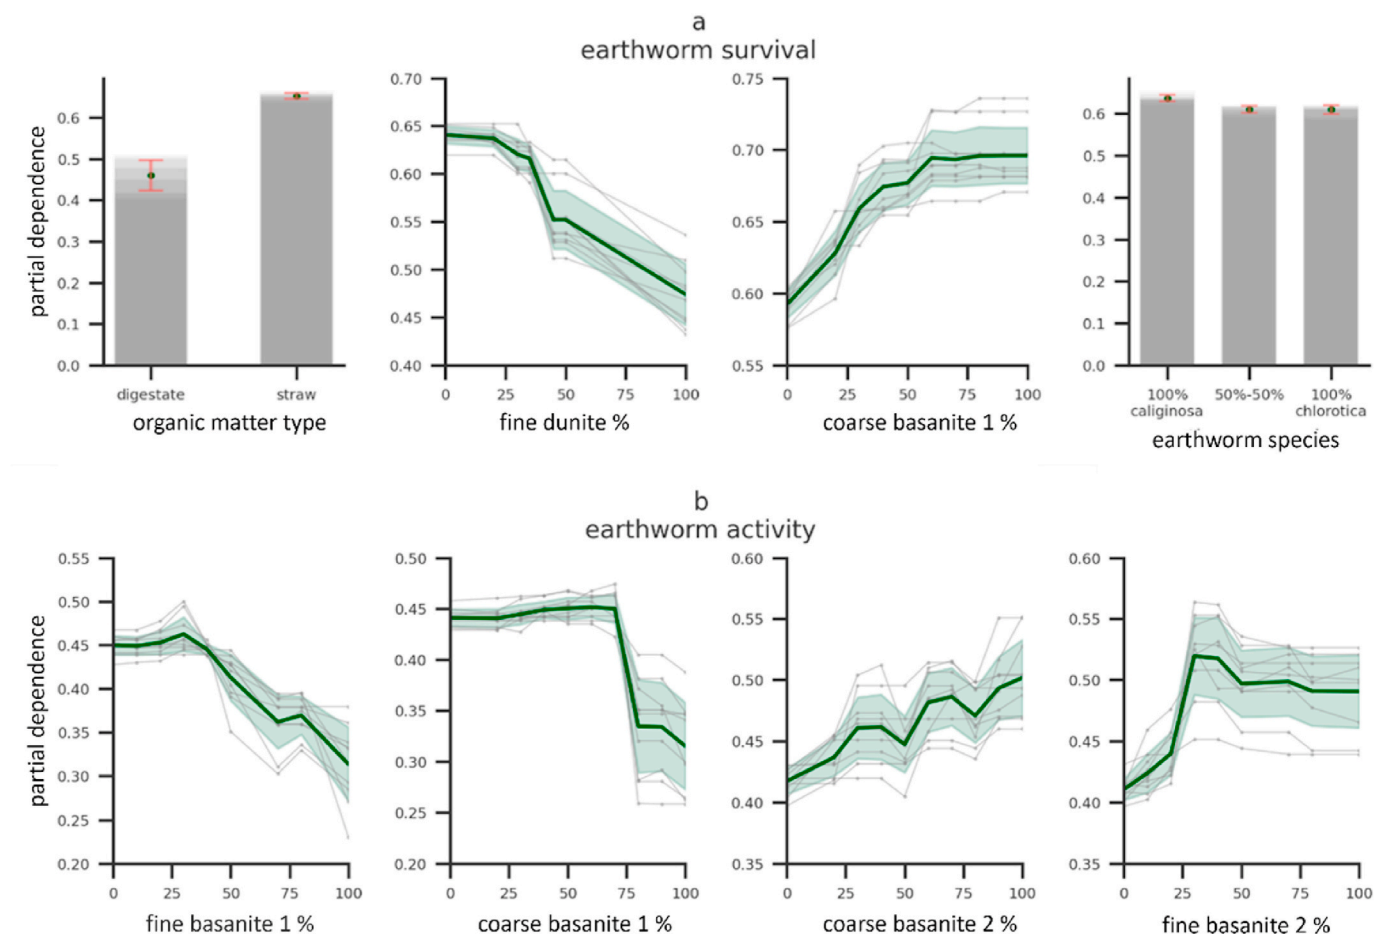 a
earthworm survival
partial dependence
0.6
0.5
0.4
0.3
0.2
0.1
0.0
digestate straw
organic matter type
0.70
0.65
0.60
0.55
0.50
0.45
0.40
0 25 50 75 100
fine dunite %
0.75
0.70
0.65
0.60
0.55
0 25 50 75 100
coarse basanite 1 %
0.6
0.5
0.4
0.3
0.2
0.1
0.0
100% 50%-50% 100%
caliginosa chlorotica
earthworm species
b
earthworm activity
partial dependence
0.55
0.50
0.45
0.40
0.35
0.30
0.25
0.20
0 25 50 75 100
fine basanite 1 %
0.50
0.45
0.40
0.35
0.30
0.25
0.20
0 25 50 75 100
coarse basanite 1 %
0.60
0.55
0.50
0.45
0.40
0.35
0 25 50 75 100
coarse basanite 2 %
0.60
0.55
0.50
0.45
0.40
0.35
0 25 50 75 100
fine basanite 2 %